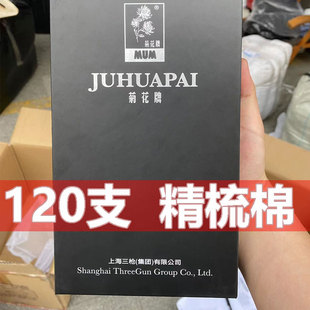 菊花牌
MUM
JUHUAPAI
菊花牌
120支 精梳棉
上海三枪(集团)有限公司
Shanghai ThreeGun Group Co., Ltd.